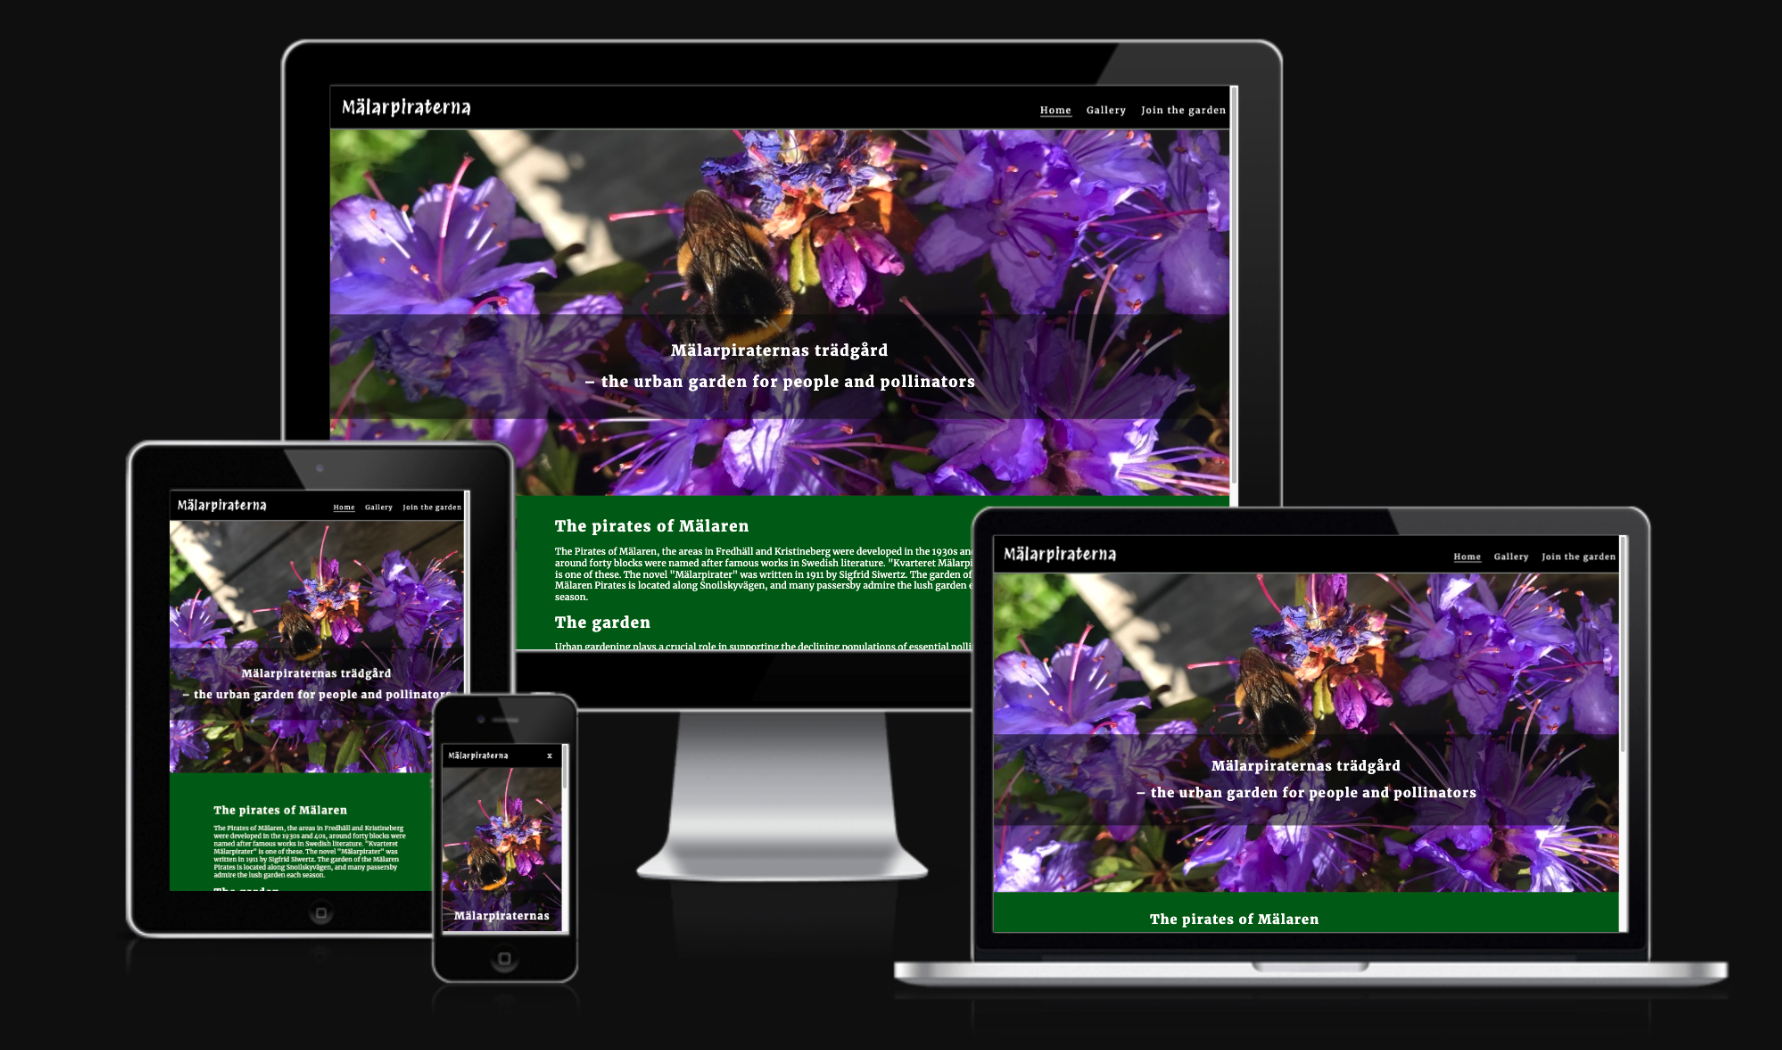 Mälarpiraterna
Home Gallery Join the garden
Mälarpiraternas trädgård
– the urban garden for people and pollinators
The pirates of Mälaren
The Pirates of Mälaren, the areas in Fredhäll and Kristineberg were developed in the 1930s
around forty blocks were named after famous works in Swedish literature. "Kvarteret
is one of these. The novel "Mälarpirater" was written in 1911 by Sigfrid Siwertz. The garden of
Mälaren Pirates is located along Snoilskyvägen, and many passersby admire the lush garden
season.
The garden
Urban gardening plays a crucial role in supporting the declining populations of essential
Mälarpiraterna
Home Gallery Join the garden
Mälarpiraternas trädgård
– the urban garden for people and pollinators
The pirates of Mälaren
The Pirates of Mälaren, the areas in Fredhäll and Kristineberg
were developed in the 1930s and 40s, around forty blocks were
named after famous works in Swedish literature. "Kvarteret
Mälarpirater" is one of these. The novel "Mälarpirater" was
written in 1911 by Sigfrid Siwertz. The garden of the Mälaren
Pirates is located along Snoilskyvägen, and many passersby
admire the lush garden each season.
The garden
Mälarpiraterna x
Mälarpiraternas
Mälarpiraterna
Home Gallery Join the garden
Mälarpiraternas trädgård
– the urban garden for people and pollinators
The pirates of Mälaren